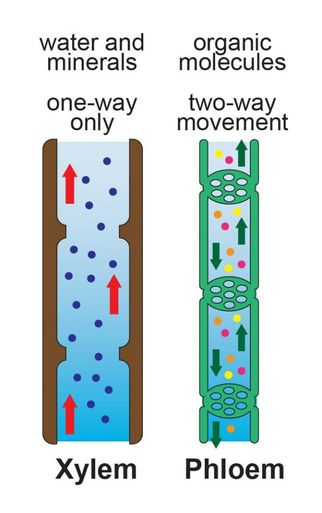 water and
minerals
one-way
only
Xylem
organic
molecules
two-way
movement
Phloem